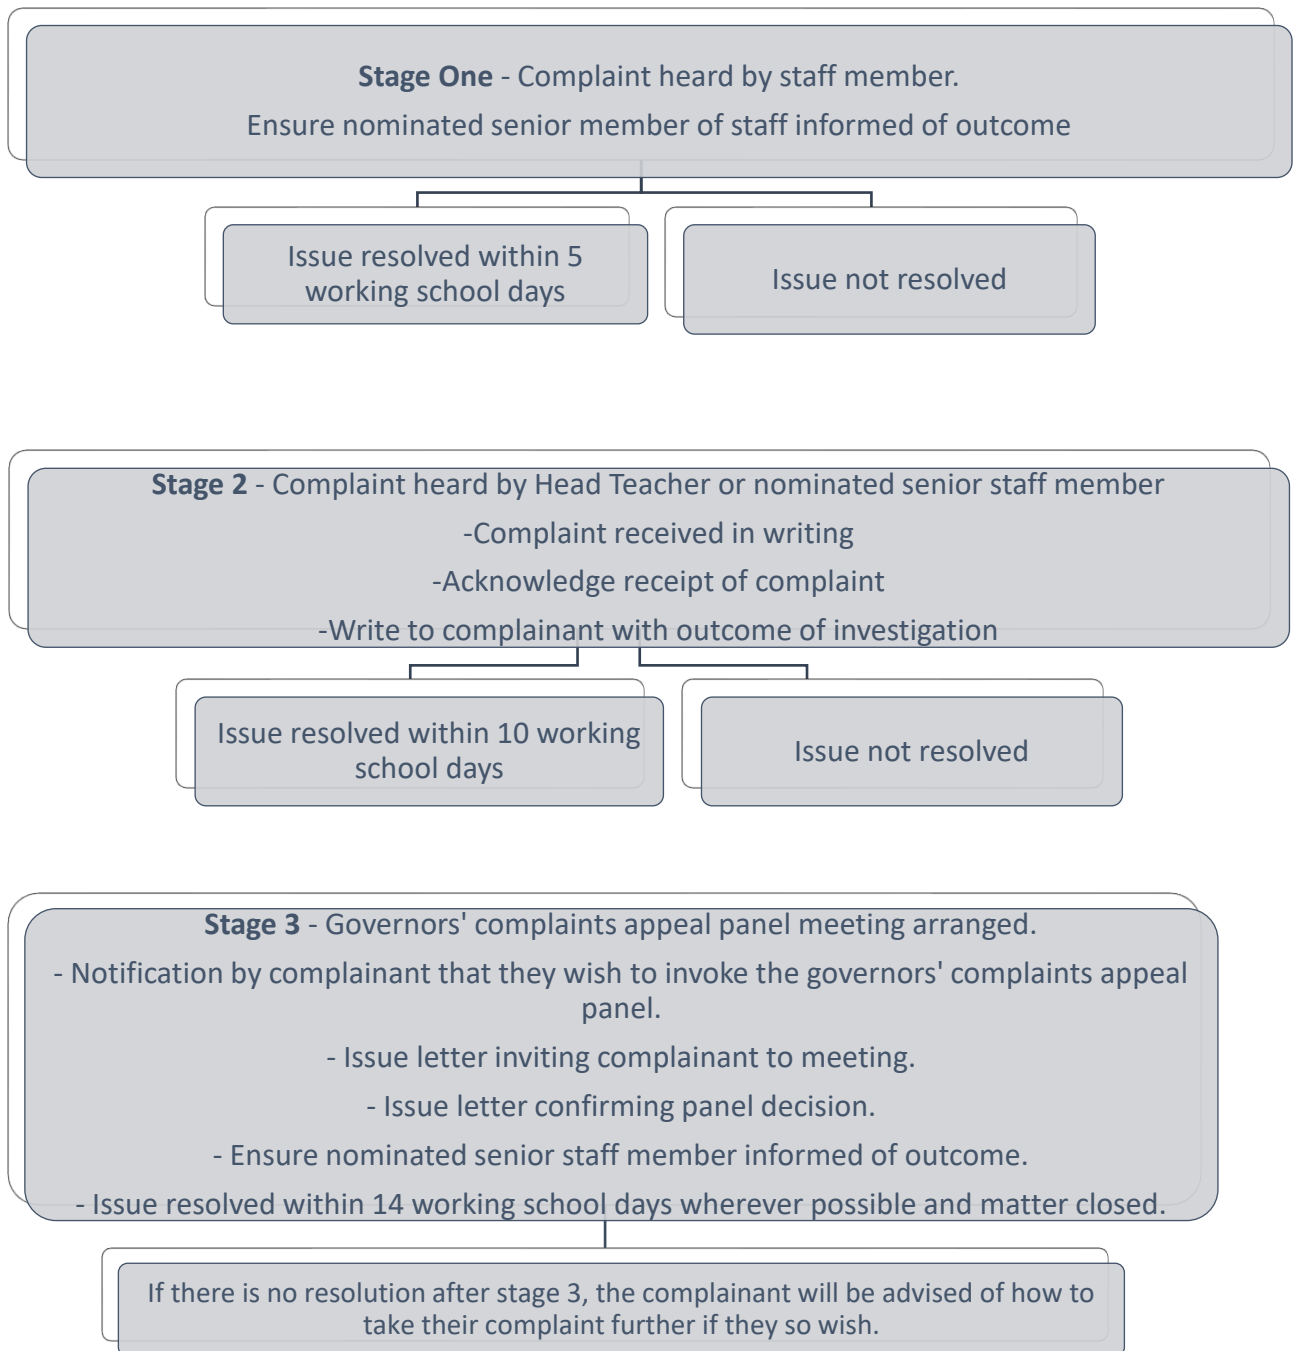 Stage One - Complaint heard by staff member.
Ensure nominated senior member of staff informed of outcome
Issue resolved within 5
working school days
Issue not resolved
Stage 2 - Complaint heard by Head Teacher or nominated senior staff member
-Complaint received in writing
-Acknowledge receipt of complaint
-Write to complainant with outcome of investigation
Issue resolved within 10 working
school days
Issue not resolved
Stage 3 - Governors' complaints appeal panel meeting arranged.
- Notification by complainant that they wish to invoke the governors' complaints appeal
panel.
- Issue letter inviting complainant to meeting.
- Issue letter confirming panel decision.
- Ensure nominated senior staff member informed of outcome.
- Issue resolved within 14 working school days wherever possible and matter closed.
If there is no resolution after stage 3, the complainant will be advised of how to
take their complaint further if they so wish.